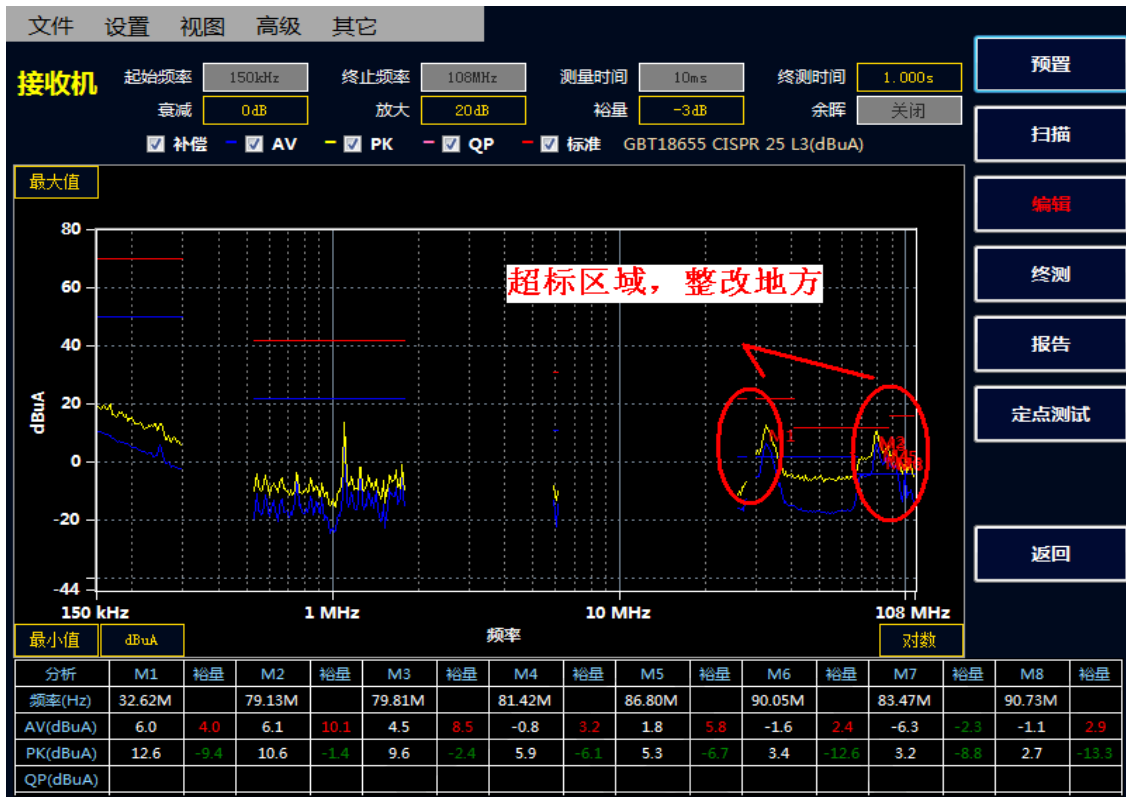 文件 设置 视图 高级 其它
接收机 起始频率 150kHz 终止频率 108MHz 测量时间 10ms 终测时间 1.000s
衰减 0dB 放大 20dB 裕量 -3dB 余晖 关闭
补偿 AV PK QP 标准 GBT18655 CISPR 25 L3(dBuA)
预置
扫描
编辑
终测
报告
定点测试
返回
最大值
超标区域，整改地方
80
60
40
20
0
-20
-44
dBuA
M1
M2
150 kHz 1 MHz 10 MHz 108 MHz
频率
最小值 dBuA 对数
分析 M1 裕量 M2 裕量 M3 裕量 M4 裕量 M5 裕量 M6 裕量 M7 裕量 M8 裕量
频率(Hz) 32.62M 79.13M 79.81M 81.42M 86.80M 90.05M 83.47M 90.73M
AV(dBuA) 6.0 4.0 6.1 10.1 4.5 8.5 -0.8 3.2 1.8 5.8 -1.6 2.4 -6.3 -2.3 -1.1 2.9
PK(dBuA) 12.6 -9.4 10.6 -1.4 9.6 -2.4 5.9 -6.1 5.3 -6.7 3.4 -12.6 3.2 -8.8 2.7 -13.3
QP(dBuA)